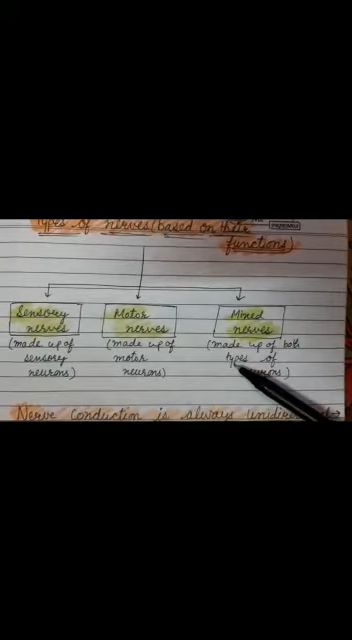 Types of nerves (based on their
functions)
Sensory nerves
Motor nerves
Mixed nerves
(made up of sensory neurons)
(made up of motor neurons)
(made up of both types of neurons)
Nerve conduction is always